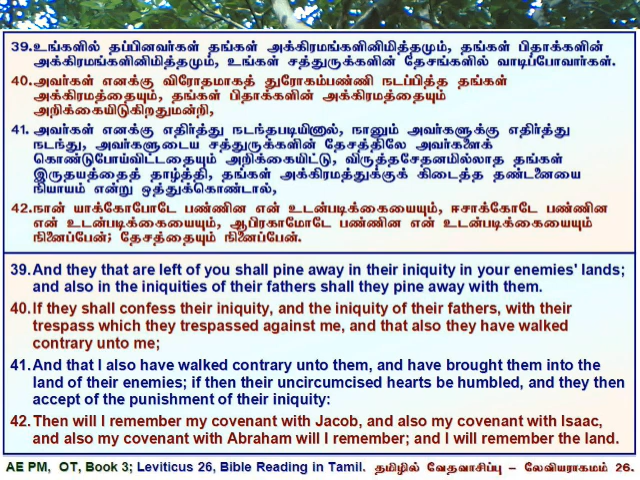 39.உங்களில் தப்பினவர்கள் தங்கள் அக்கிரமங்களினிமித்தமும், தங்கள் பிதாக்களின்
அக்கிரமங்களினிமித்தமும், உங்கள் சத்துருக்களின் தேசங்களில் வாடிப்போவார்கள்.
40.அவர்கள் எனக்கு விரோதமாகத் துரோகம்பண்ணி நடப்பித்த தங்கள்
அக்கிரமத்தையும், தங்கள் பிதாக்களின் அக்கிரமத்தையும்
அறிக்கையிடுகிறதுமன்றி,
41. அவர்கள் எனக்கு எதிர்த்து நடந்தபடியினால், நானும் அவர்களுக்கு எதிர்த்து
நடந்து, அவர்களுடைய சத்துருக்களின் தேசத்திலே அவர்களைக்
கொண்டுபோய்விட்டதையும் அறிக்கையிட்டு, விருத்தசேதனமில்லாத தங்கள்
இருதயத்தைத் தாழ்த்தி, தங்கள் அக்கிரமத்துக்குக் கிடைத்த தண்டனையை
நியாயம் என்று ஒத்துக்கொண்டால்,
42.நான் யாக்கோபோடே பண்ணின என் உடன்படிக்கையையும், ஈசாக்கோடே பண்ணின
என் உடன்படிக்கையையும், ஆபிரகாமோடே பண்ணின என் உடன்படிக்கையையும்
நினைப்பேன்; தேசத்தையும் நினைப்பேன்.
39. And they that are left of you shall pine away in their iniquity in your enemies' lands;
and also in the iniquities of their fathers shall they pine away with them.
40. If they shall confess their iniquity, and the iniquity of their fathers, with their
trespass which they trespassed against me, and that also they have walked
contrary unto me;
41. And that I also have walked contrary unto them, and have brought them into the
land of their enemies; if then their uncircumcised hearts be humbled, and they then
accept of the punishment of their iniquity:
42. Then will I remember my covenant with Jacob, and also my covenant with Isaac,
and also my covenant with Abraham will I remember; and I will remember the land.
AE PM, OT, Book 3; Leviticus 26, Bible Reading in Tamil. தமிழில் வேதவாசிப்பு – லேவியராகமம் 26.